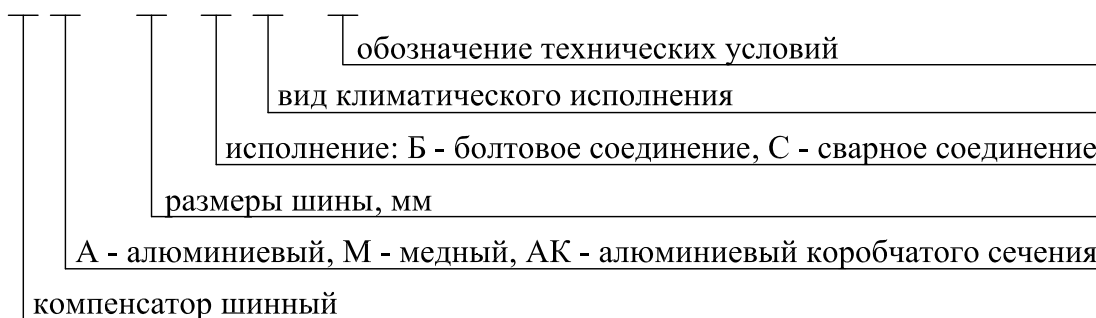 обозначение технических условий
вид климатического исполнения
исполнение: Б - болтовое соединение, С - сварное соединение
размеры шины, мм
А - алюминиевый, М - медный, АК - алюминиевый коробчатого сечения
компенсатор шинный